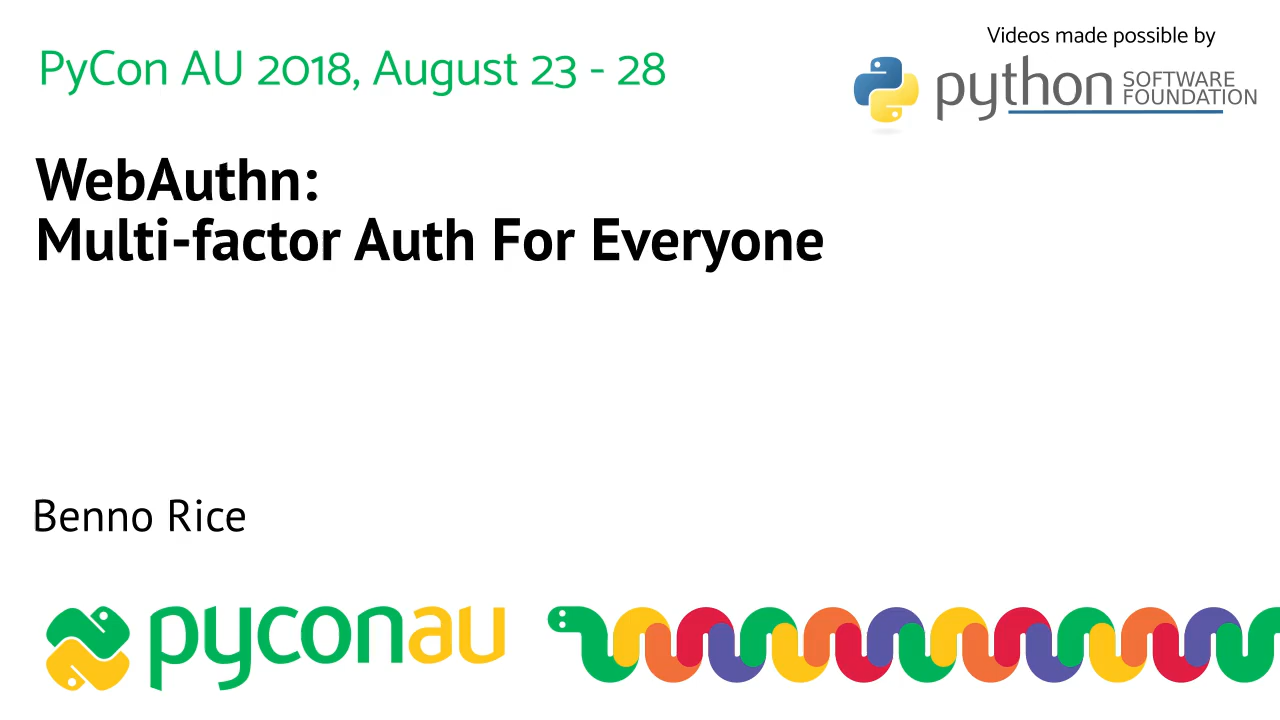 PyCon AU 2018, August 23 - 28
Videos made possible by
python SOFTWARE FOUNDATION
WebAuthn:
Multi-factor Auth For Everyone
Benno Rice
pyconau